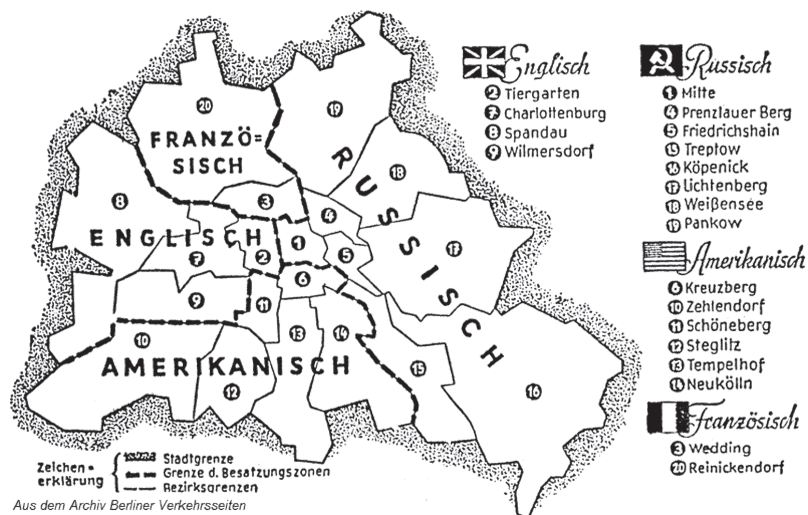 20
FRANZÖ=
SISCH
19
RUSSISCH
18
8
3
4
ENGLISCH
1
17
7
2
5
6
9
11
10
13
14
AMERIKANISCH
15
12
16
Englisch
2 Tiergarten
7 Charlottenburg
8 Spandau
9 Wilmersdorf
Russisch
1 Mitte
4 Prenzlauer Berg
5 Friedrichshain
15 Treptow
16 Köpenick
17 Lichtenberg
18 Weißensee
19 Pankow
Amerikanisch
6 Kreuzberg
10 Zehlendorf
11 Schöneberg
12 Steglitz
13 Tempelhof
14 Neukölln
Französisch
3 Wedding
20 Reinickendorf
Zeichen=
erklärung
Stadtgrenze
Grenze d. Besatzungszonen
Bezirksgrenzen
Aus dem Archiv Berliner Verkehrsseiten